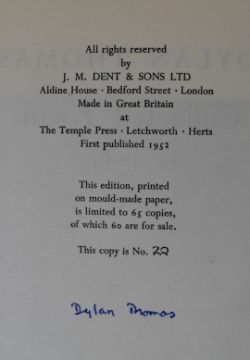 All rights reserved
by
J. M. DENT & SONS LTD
Aldine House · Bedford Street · London
Made in Great Britain
at
The Temple Press · Letchworth · Herts
First published 1952
This edition, printed
on mould-made paper,
is limited to 65 copies,
of which 60 are for sale.
This copy is No. 22
Dylan Thomas